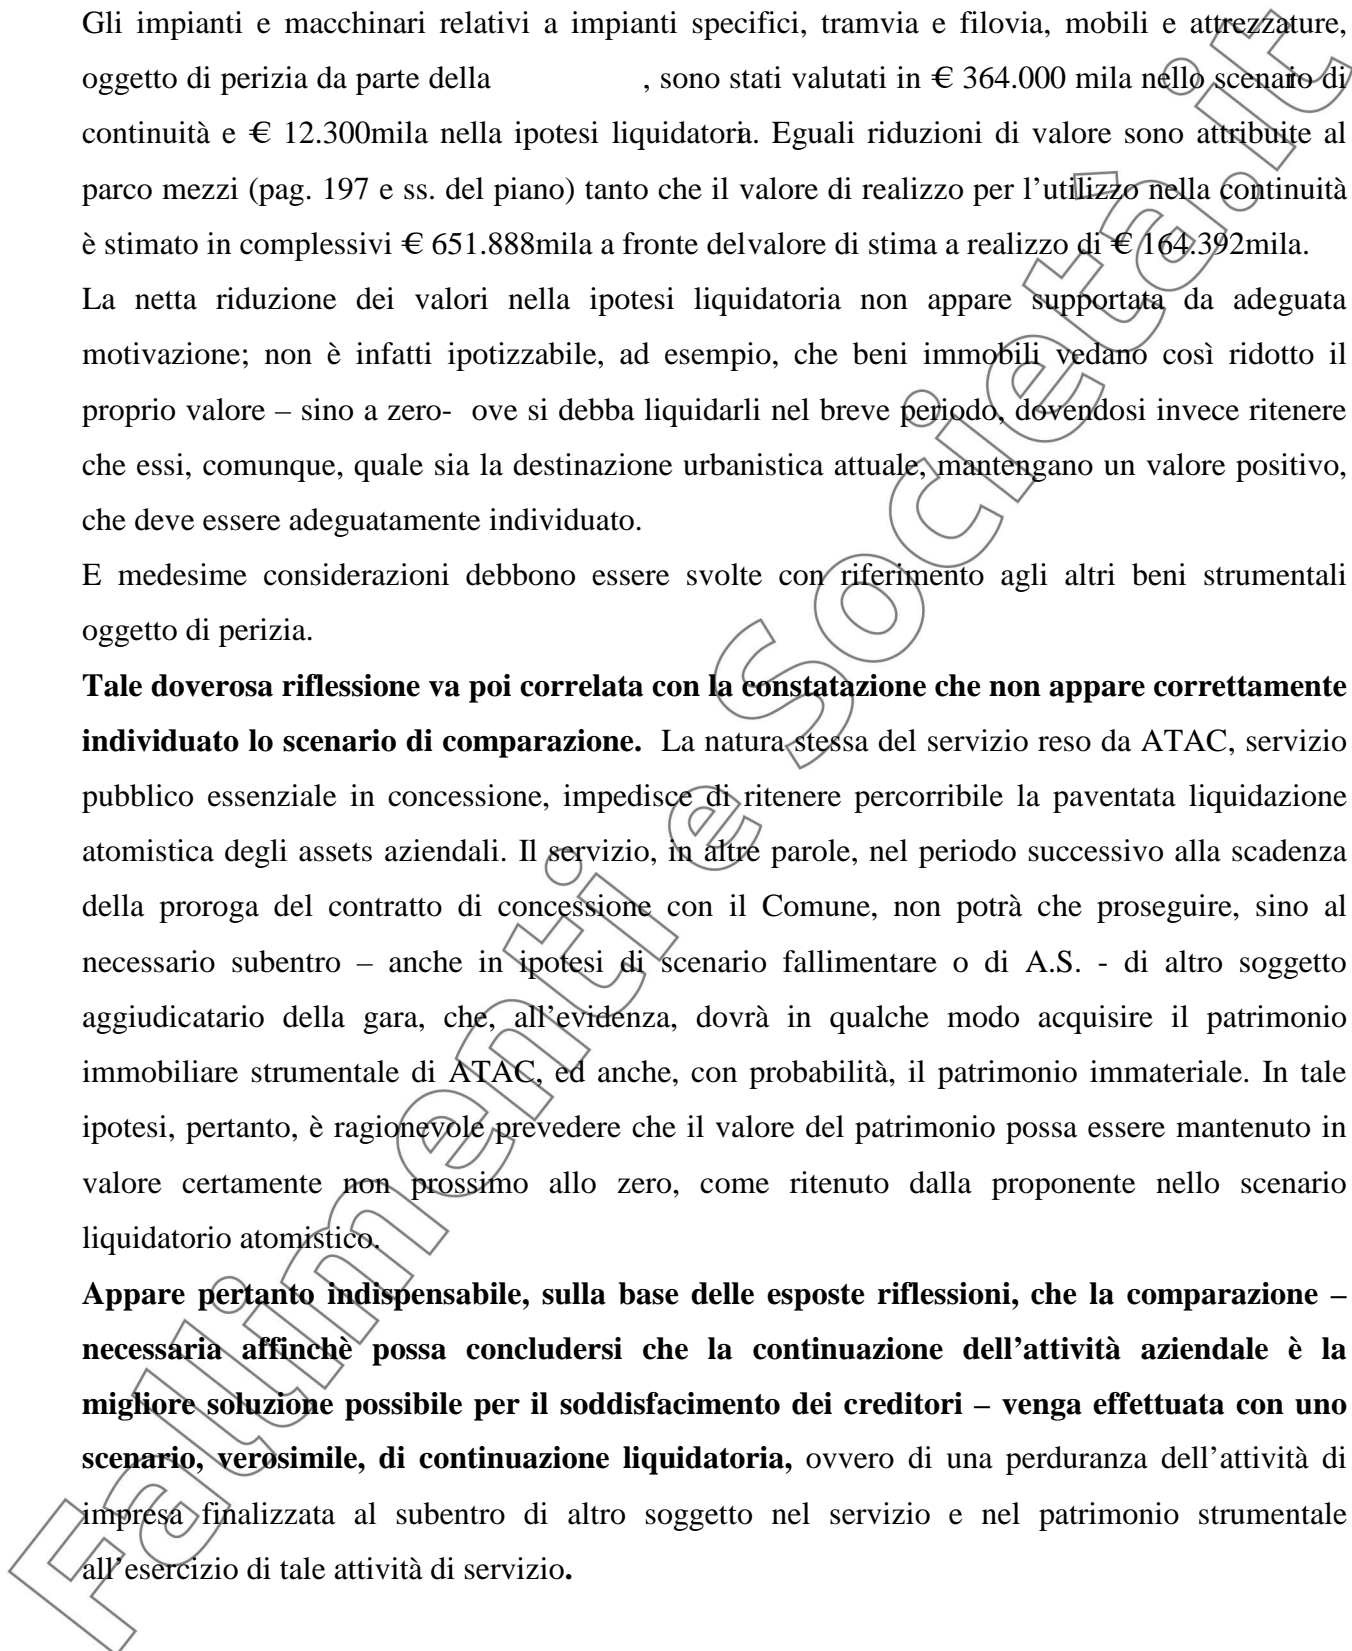 Gli impianti e macchinari relativi a impianti specifici, tramvia e filovia, mobili e attrezzature,
oggetto di perizia da parte della , sono stati valutati in € 364.000 mila nello scenario di
continuità e € 12.300mila nella ipotesi liquidatoria. Eguali riduzioni di valore sono attribuite al
parco mezzi (pag. 197 e ss. del piano) tanto che il valore di realizzo per l’utilizzo nella continuità
è stimato in complessivi € 651.888mila a fronte delvalore di stima a realizzo di € 164.392mila.
La netta riduzione dei valori nella ipotesi liquidatoria non appare supportata da adeguata
motivazione; non è infatti ipotizzabile, ad esempio, che beni immobili vedano così ridotto il
proprio valore – sino a zero- ove si debba liquidarli nel breve periodo, dovendosi invece ritenere
che essi, comunque, quale sia la destinazione urbanistica attuale, mantengano un valore positivo,
che deve essere adeguatamente individuato.
E medesime considerazioni debbono essere svolte con riferimento agli altri beni strumentali
oggetto di perizia.
Tale doverosa riflessione va poi correlata con la constatazione che non appare correttamente
individuato lo scenario di comparazione. La natura stessa del servizio reso da ATAC, servizio
pubblico essenziale in concessione, impedisce di ritenere percorribile la paventata liquidazione
atomistica degli assets aziendali. Il servizio, in altre parole, nel periodo successivo alla scadenza
della proroga del contratto di concessione con il Comune, non potrà che proseguire, sino al
necessario subentro – anche in ipotesi di scenario fallimentare o di A.S. - di altro soggetto
aggiudicatario della gara, che, all’evidenza, dovrà in qualche modo acquisire il patrimonio
immobiliare strumentale di ATAC, ed anche, con probabilità, il patrimonio immateriale. In tale
ipotesi, pertanto, è ragionevole prevedere che il valore del patrimonio possa essere mantenuto in
valore certamente non prossimo allo zero, come ritenuto dalla proponente nello scenario
liquidatorio atomistico.
Appare pertanto indispensabile, sulla base delle esposte riflessioni, che la comparazione –
necessaria affinchè possa concludersi che la continuazione dell’attività aziendale è la
migliore soluzione possibile per il soddisfacimento dei creditori – venga effettuata con uno
scenario, verosimile, di continuazione liquidatoria, ovvero di una perduranza dell’attività di
impresa finalizzata al subentro di altro soggetto nel servizio e nel patrimonio strumentale
all’esercizio di tale attività di servizio.
Fallimenti e Società.it